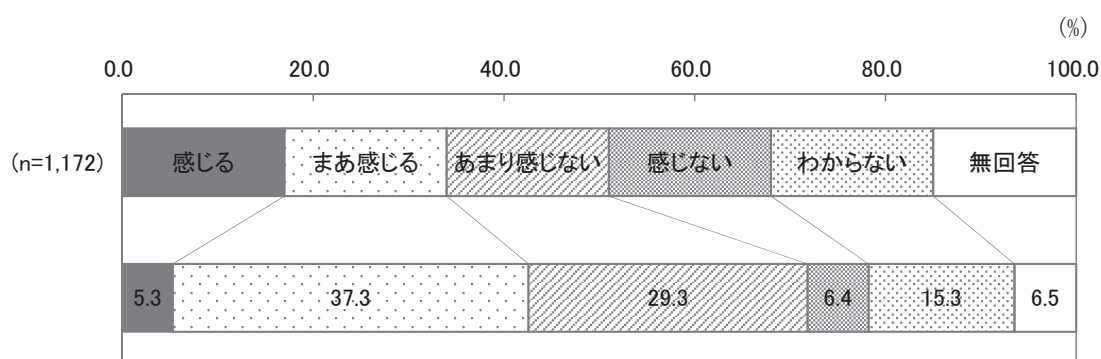 (%)
0.0 20.0 40.0 60.0 80.0 100.0
(n=1,172) 感じる まあ感じる あまり感じない 感じない わからない 無回答
5.3 37.3 29.3 6.4 15.3 6.5